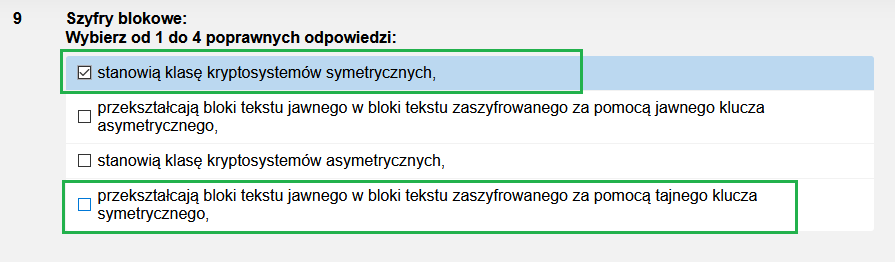 9 Szyfry blokowe:
Wybierz od 1 do 4 poprawnych odpowiedzi:
stanowią klasę kryptosystemów symetrycznych,
przekształcają bloki tekstu jawnego w bloki tekstu zaszyfrowanego za pomocą jawnego klucza
asymetrycznego,
stanowią klasę kryptosystemów asymetrycznych,
przekształcają bloki tekstu jawnego w bloki tekstu zaszyfrowanego za pomocą tajnego klucza
symetrycznego,